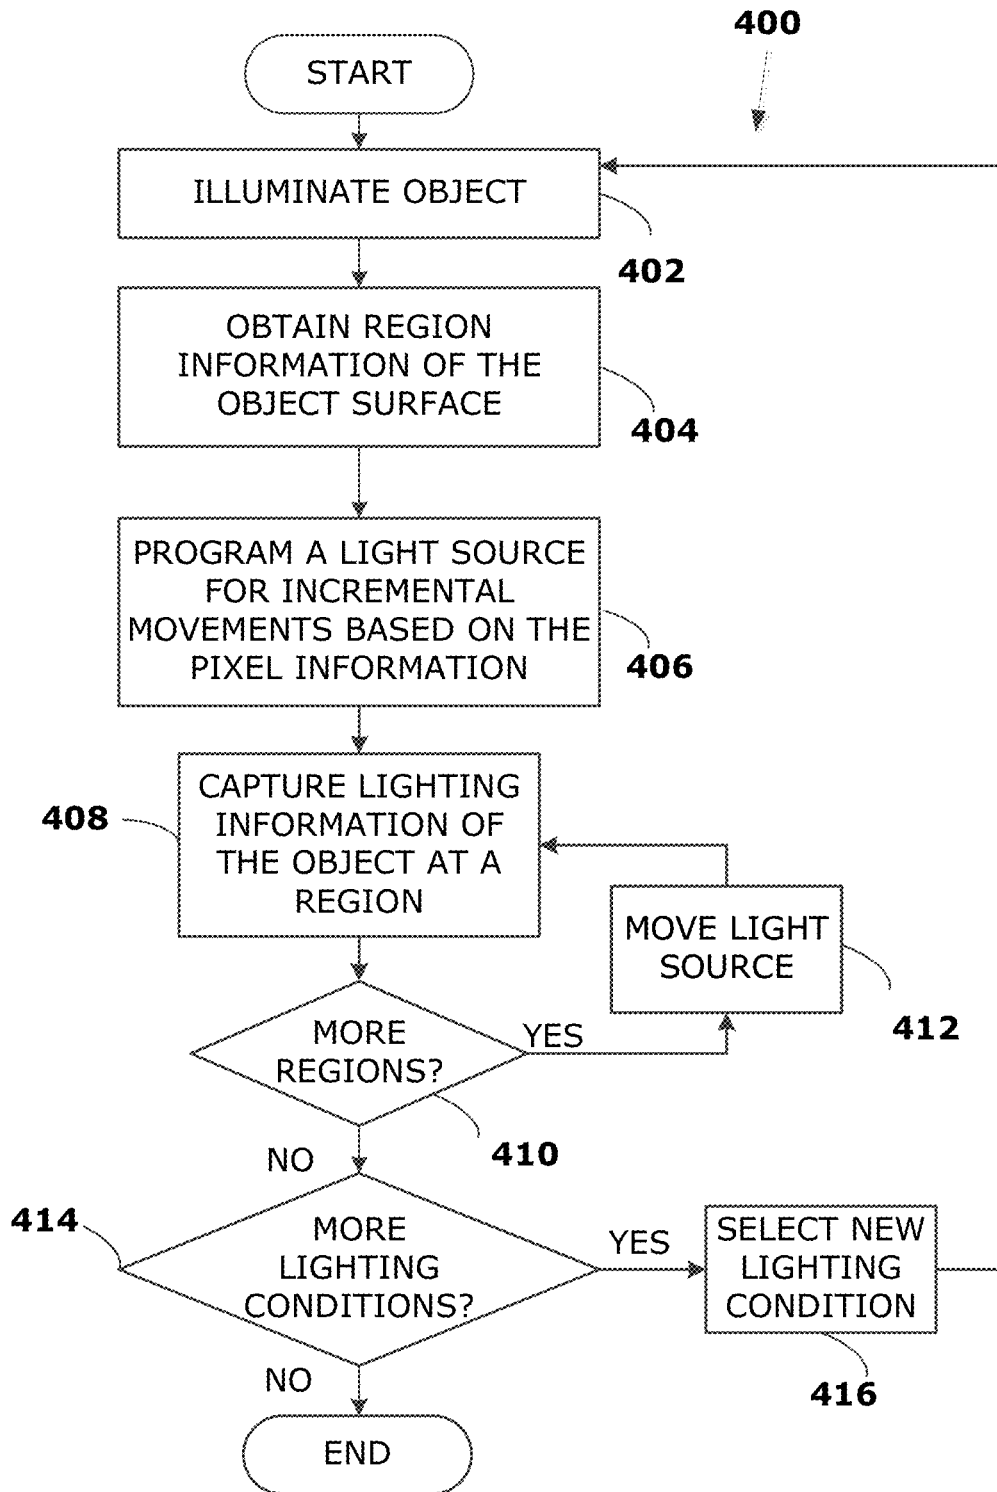 400
START
ILLUMINATE OBJECT
402
OBTAIN REGION
INFORMATION OF THE
OBJECT SURFACE
404
PROGRAM A LIGHT SOURCE
FOR INCREMENTAL
MOVEMENTS BASED ON THE
PIXEL INFORMATION
406
CAPTURE LIGHTING
INFORMATION OF
THE OBJECT AT A
REGION
408
MOVE LIGHT
SOURCE
412
MORE
REGIONS?
YES
410
NO
414
MORE
LIGHTING
CONDITIONS?
YES
SELECT NEW
LIGHTING
CONDITION
416
NO
END